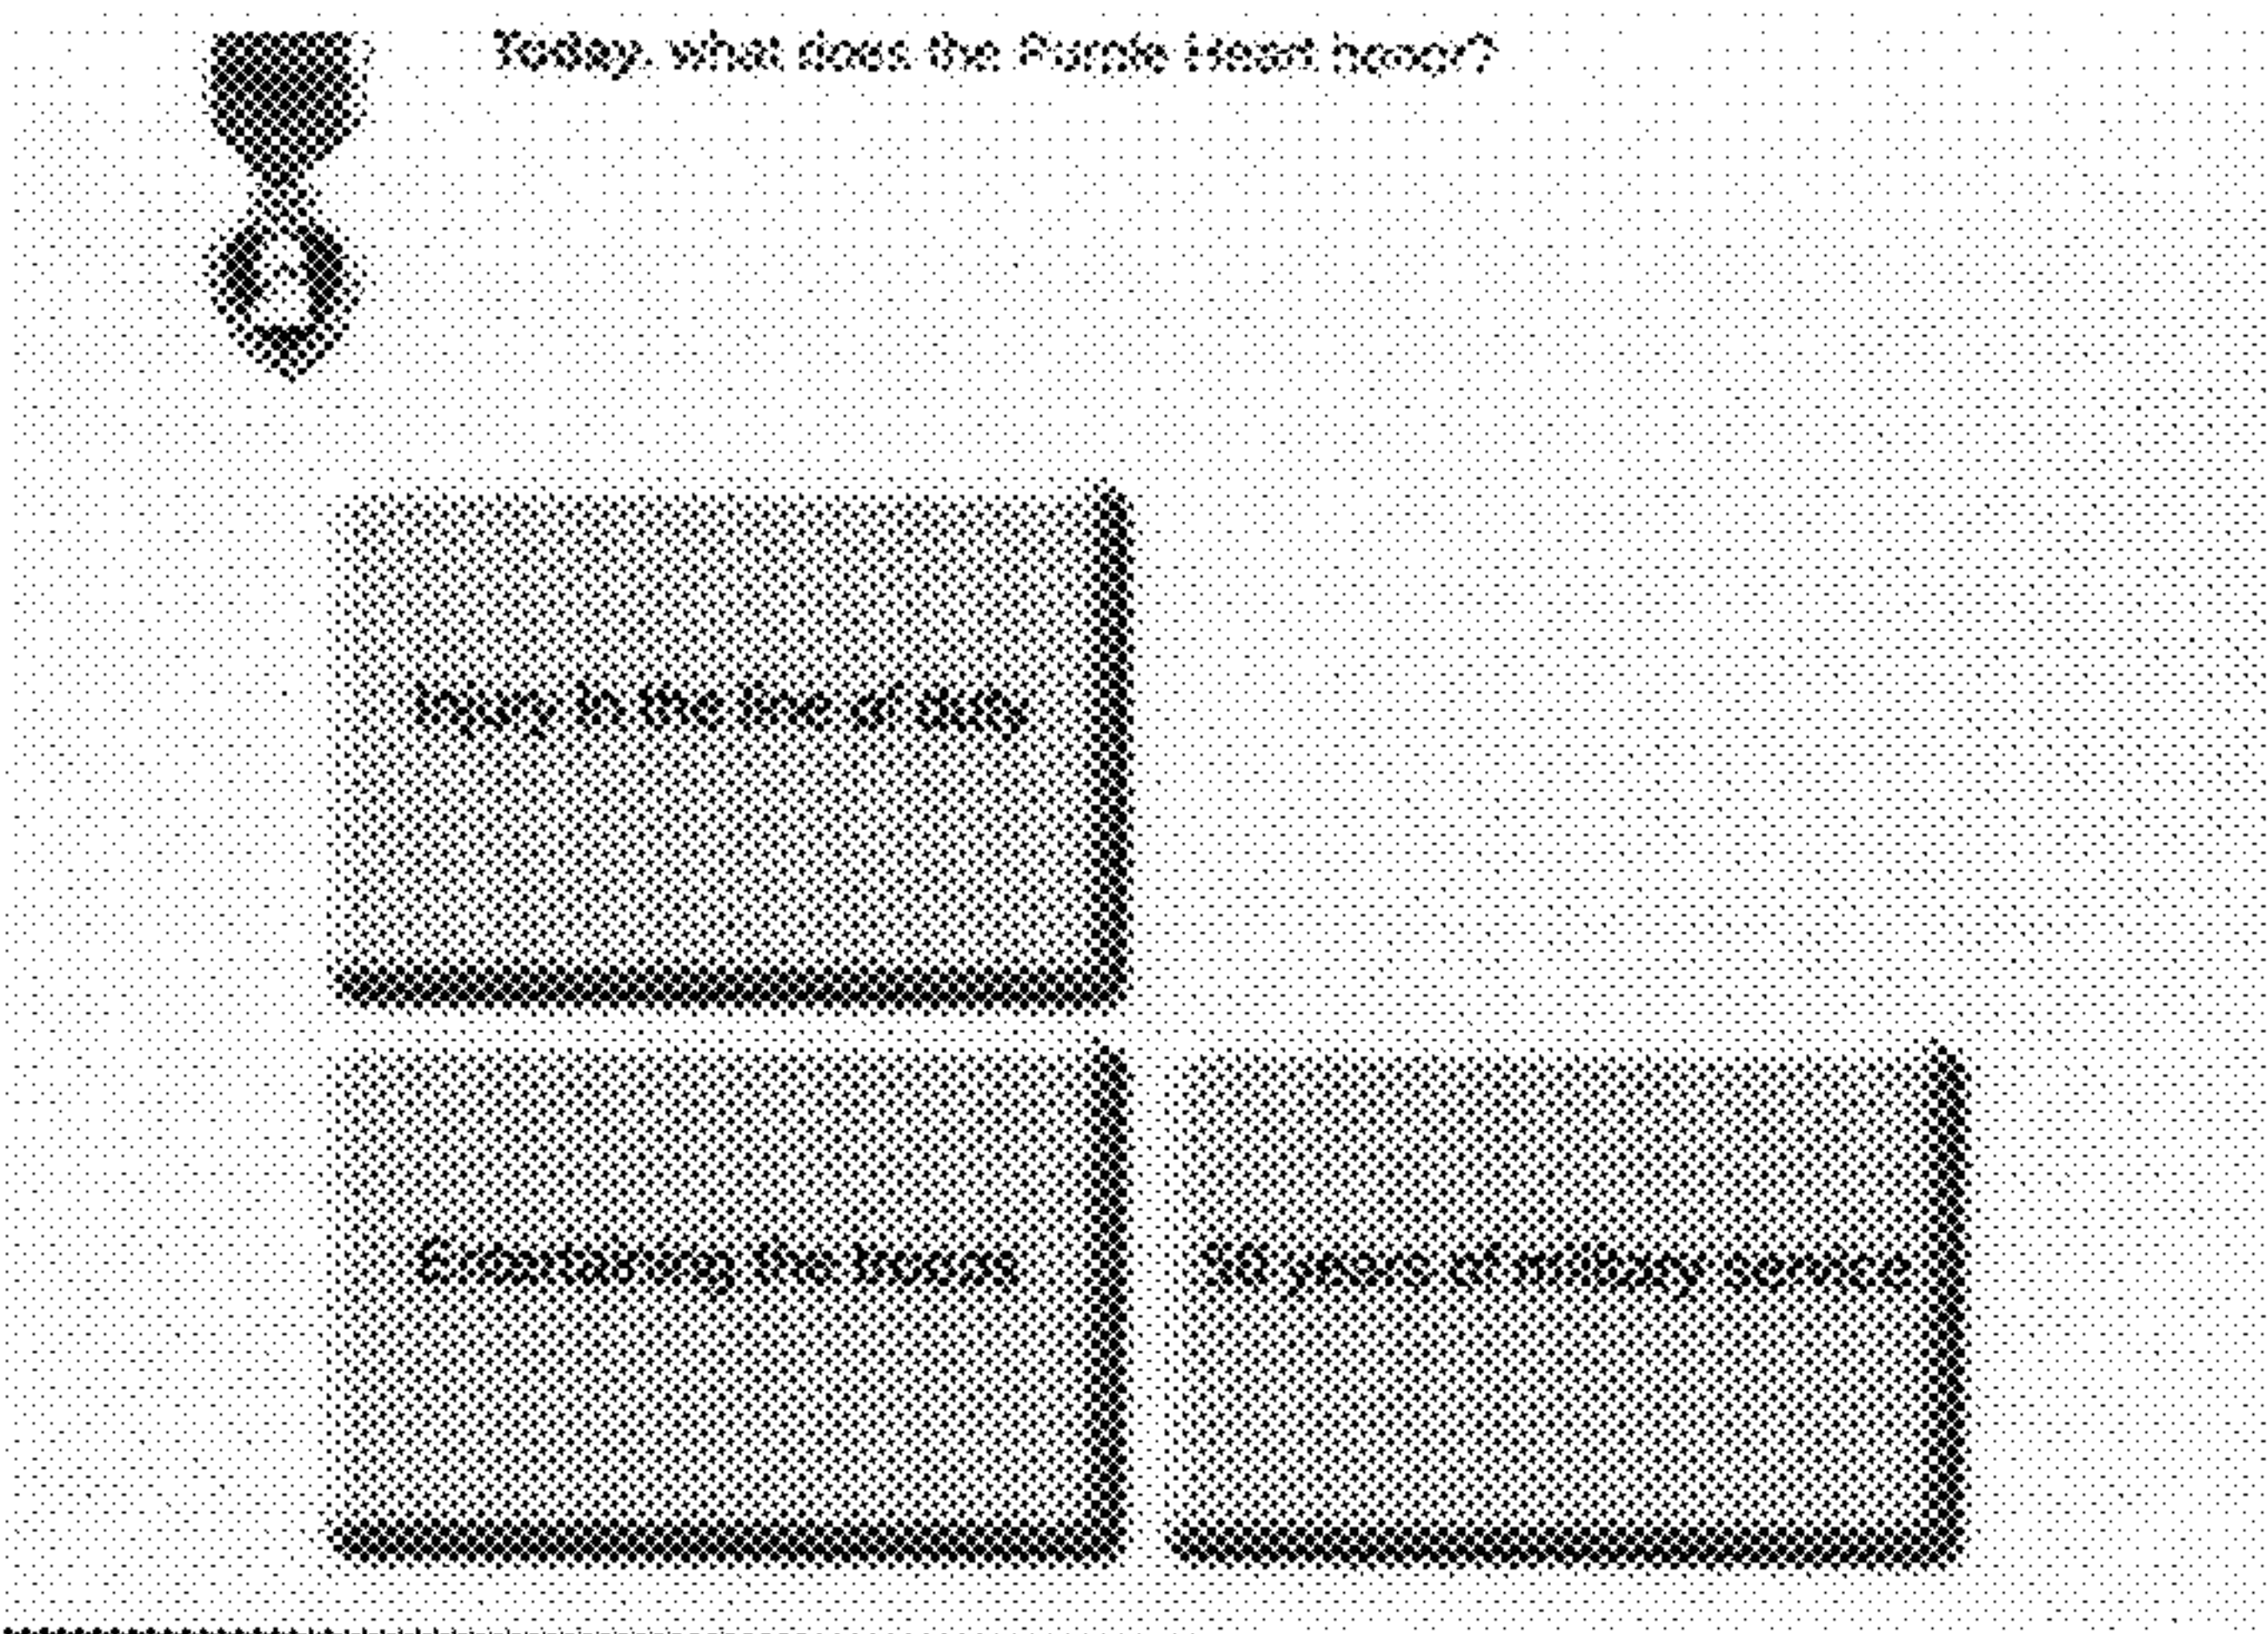 Today, what does the Purple Heart honor?
Injury in the line of duty
Entertaining the troops
50 years of military service